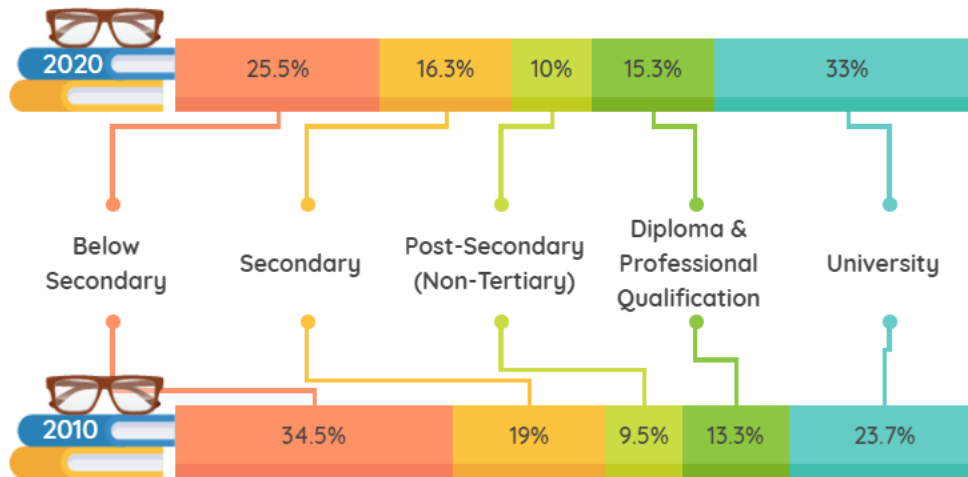 2020
25.5%
16.3%
10%
15.3%
33%
Below
Secondary
Secondary
Post-Secondary
(Non-Tertiary)
Diploma &
Professional
Qualification
University
2010
34.5%
19%
9.5%
13.3%
23.7%